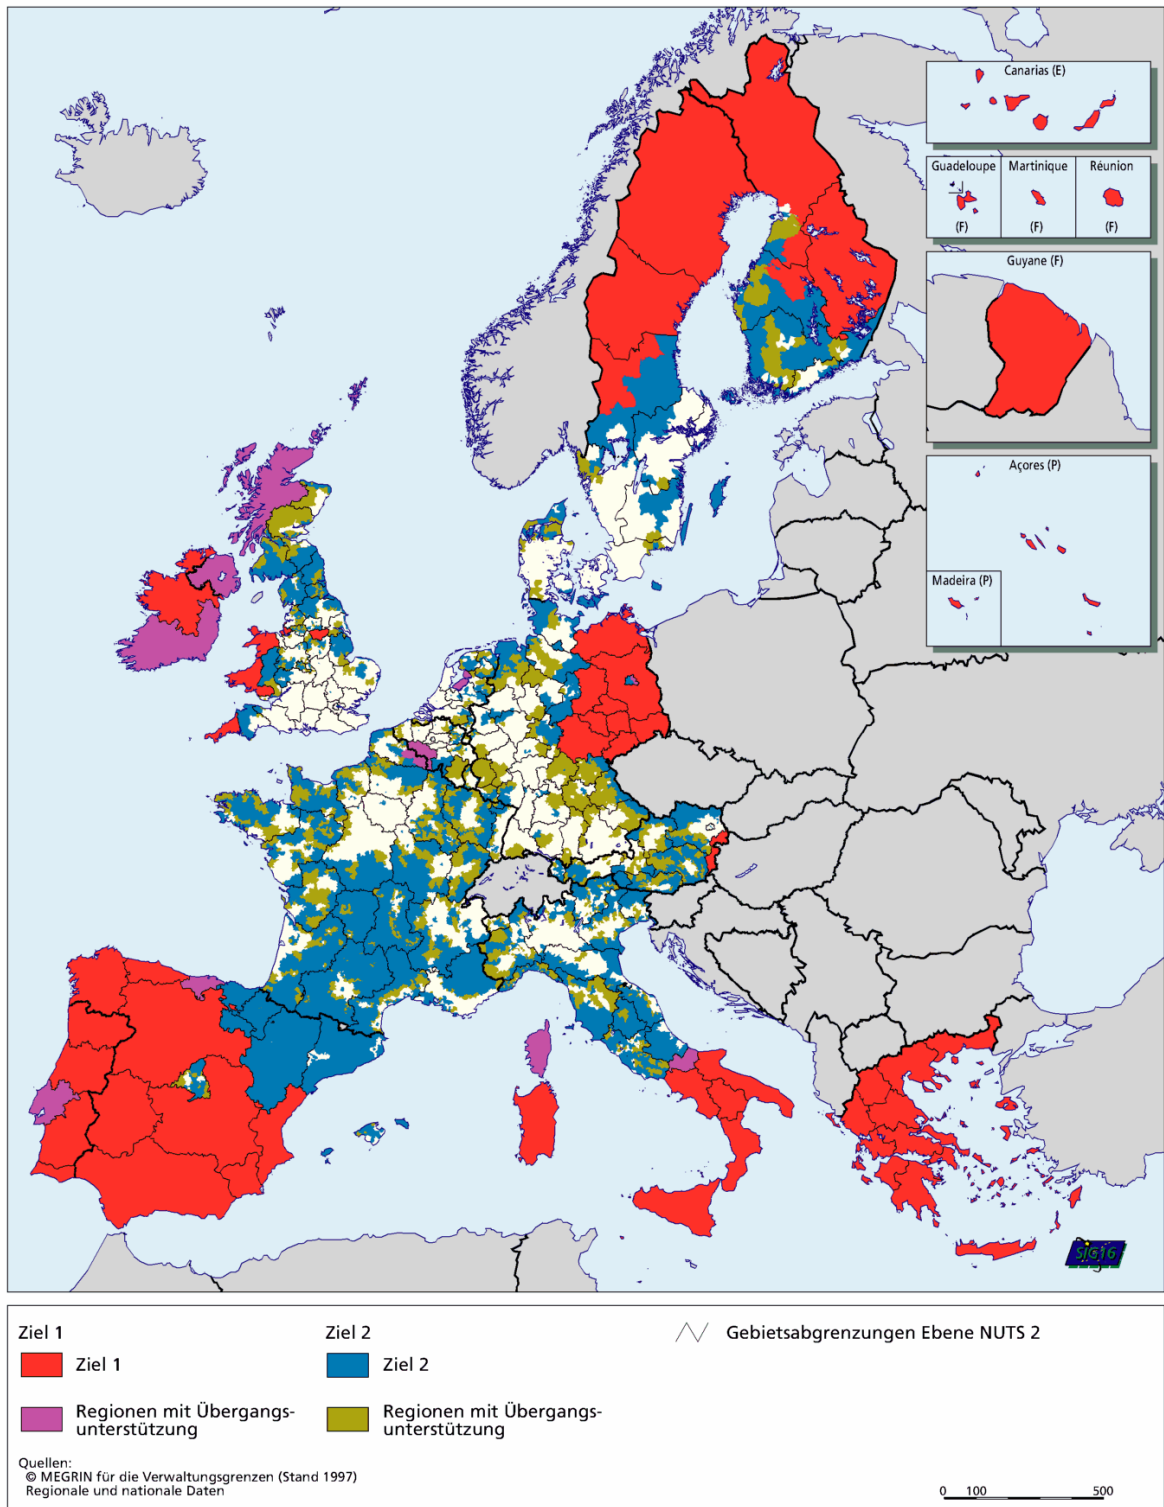 Canarias (E)
Guadeloupe
Martinique
Réunion
(F)
(F)
(F)
Guyane (F)
Açores (P)
Madeira (P)
SIG16
Ziel 1
Ziel 2
Gebietsabgrenzungen Ebene NUTS 2
Ziel 1
Ziel 2
Regionen mit Übergangs-
unterstützung
Regionen mit Übergangs-
unterstützung
Quellen:
© MEGRIN für die Verwaltungsgrenzen (Stand 1997)
Regionale und nationale Daten
0 100 500